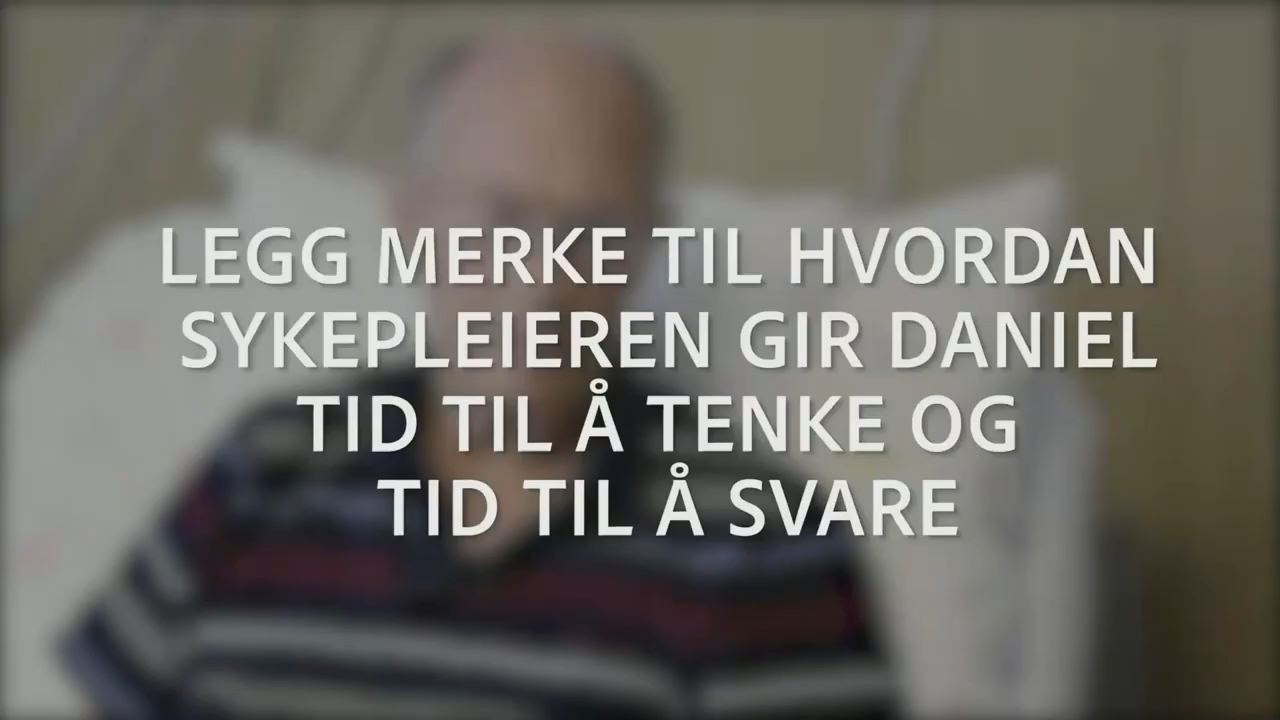 LEGG MERKE TIL HVORDAN
SYKEPLEIEREN GIR DANIEL
TID TIL Å TENKE OG
TID TIL Å SVARE